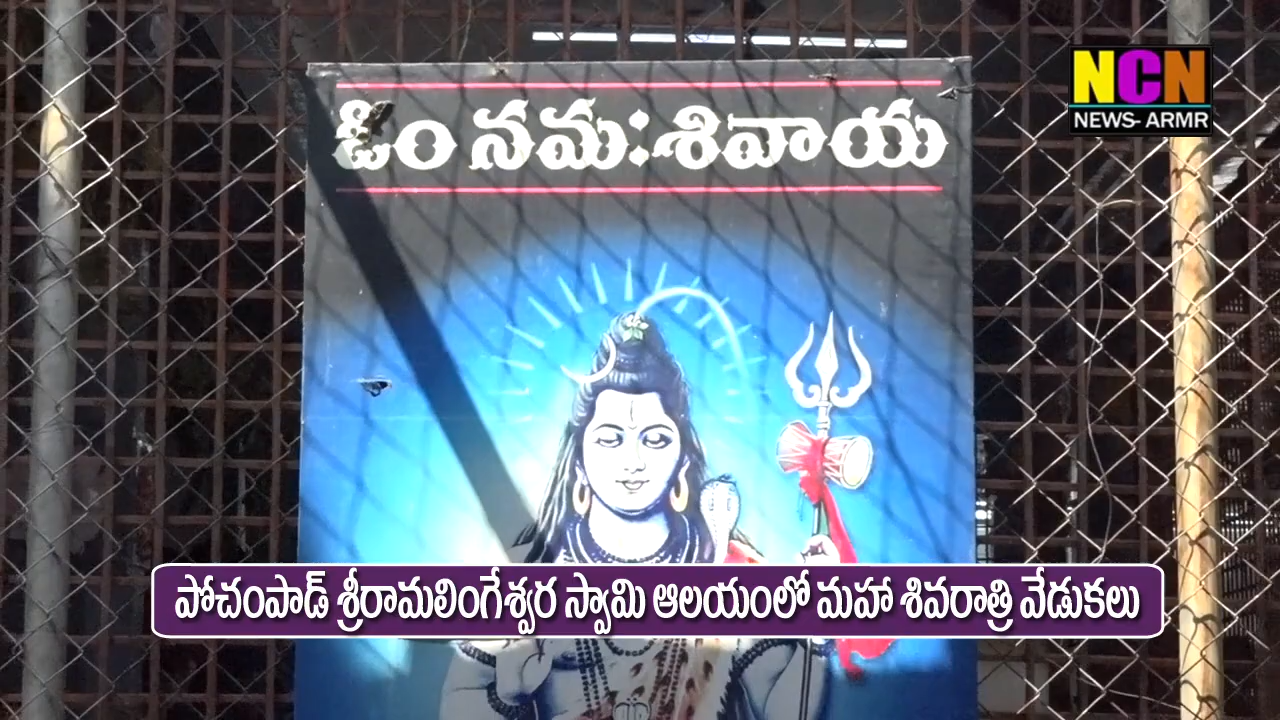 ఓం నమః శివాయ
NCN
NEWS- ARMR
పోచంపాడ్ శ్రీరామలింగేశ్వర స్వామి ఆలయంలో మహా శివరాత్రి వేడుకలు